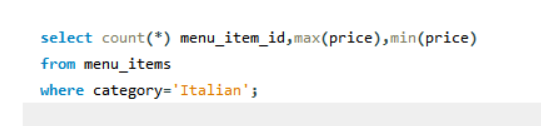 select count(*) menu_item_id,max(price),min(price)
from menu_items
where category='Italian';